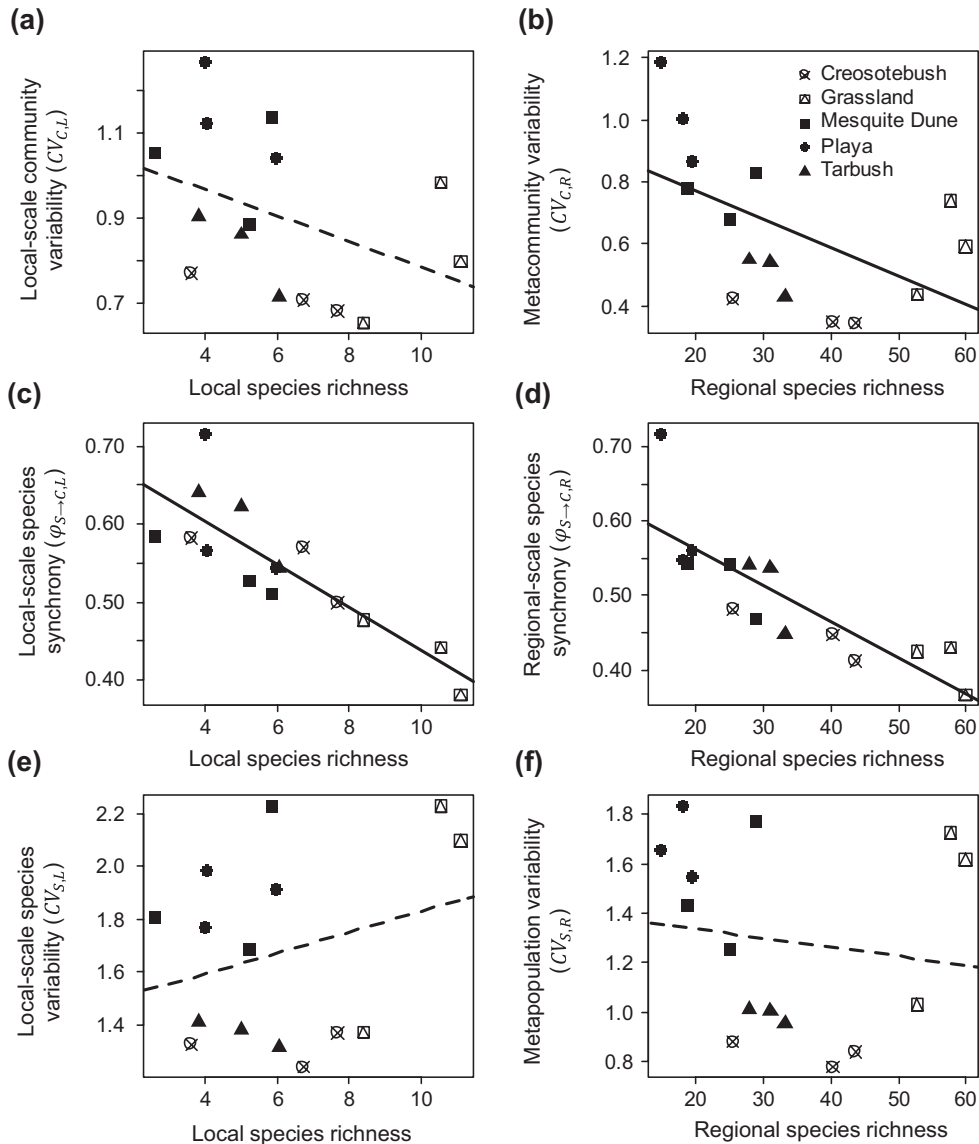 (a)
Local-scale community
variability (CV_{C,L})
1.1
0.9
0.7
4
6
8
10
Local species richness
(b)
Metacommunity variability
(CV_{C,R})
1.2
1.0
0.8
0.6
0.4
20
30
40
50
60
Regional species richness
Creosotebush
Grassland
Mesquite Dune
Playa
Tarbush
(c)
Local-scale species
synchrony (φ_{S→C,L})
0.70
0.60
0.50
0.40
4
6
8
10
Local species richness
(d)
Regional-scale species
synchrony (φ_{S→C,R})
0.70
0.60
0.50
0.40
20
30
40
50
60
Regional species richness
(e)
Local-scale species
variability (CV_{S,L})
2.2
2.0
1.8
1.6
1.4
4
6
8
10
Local species richness
(f)
Metapopulation variability
(CV_{S,R})
1.8
1.6
1.4
1.2
1.0
0.8
20
30
40
50
60
Regional species richness